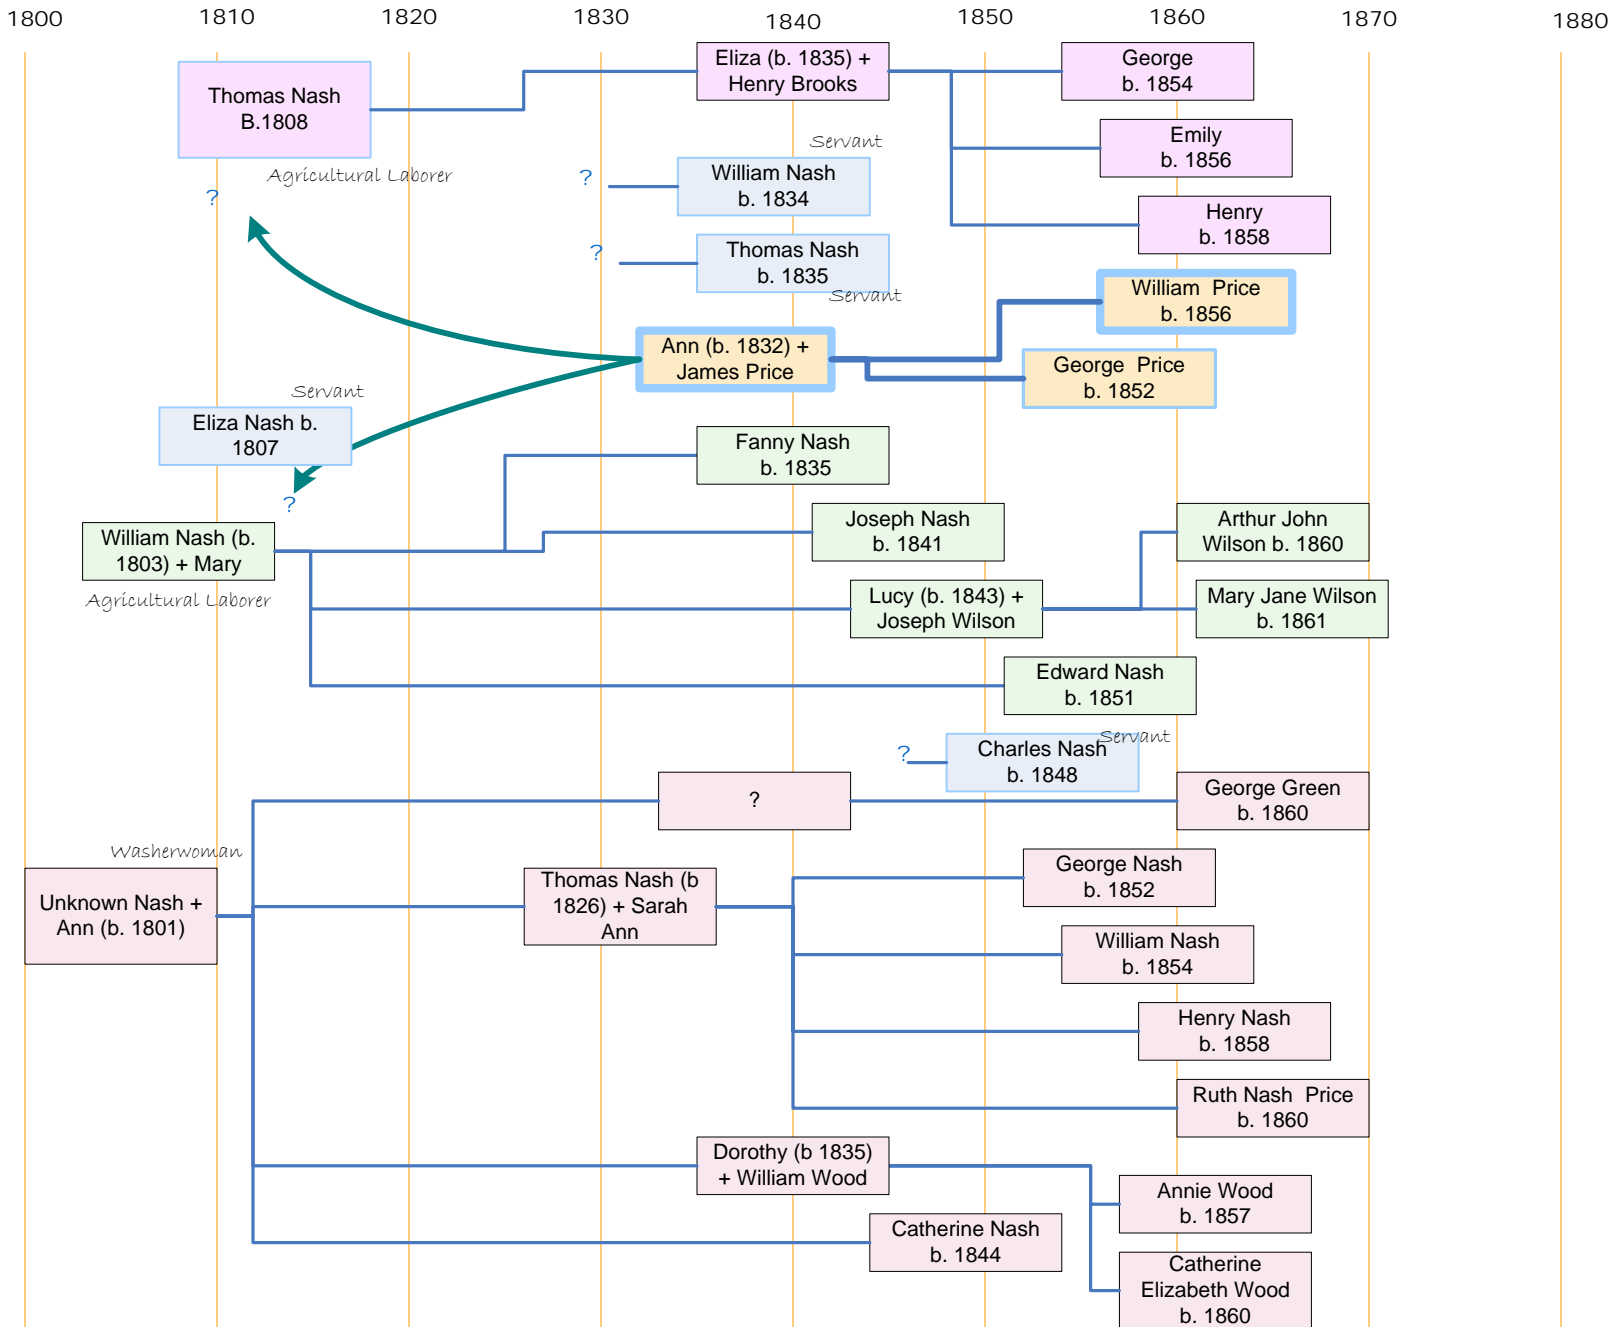 1800 1810 1820 1830 1840 1850 1860 1870 1880
Thomas Nash
B.1808
Agricultural Laborer
?
Eliza (b. 1835) +
Henry Brooks
George
b. 1854
Emily
b. 1856
Henry
b. 1858
Servant
?
William Nash
b. 1834
?
Thomas Nash
b. 1835
Servant
William  Price
b. 1856
Ann (b. 1832) +
James Price
George  Price
b. 1852
Servant
Eliza Nash b.
1807
?
Fanny Nash
b. 1835
William Nash (b.
1803) + Mary
Agricultural Laborer
Joseph Nash
b. 1841
Arthur John
Wilson b. 1860
Lucy (b. 1843) +
Joseph Wilson
Mary Jane Wilson
b. 1861
Edward Nash
b. 1851
Servant
?
Charles Nash
b. 1848
?
George Green
b. 1860
Washerwoman
Unknown Nash +
Ann (b. 1801)
Thomas Nash (b
1826) + Sarah
Ann
George Nash
b. 1852
William Nash
b. 1854
Henry Nash
b. 1858
Ruth Nash  Price
b. 1860
Dorothy (b 1835)
+ William Wood
Annie Wood
b. 1857
Catherine Nash
b. 1844
Catherine
Elizabeth Wood
b. 1860